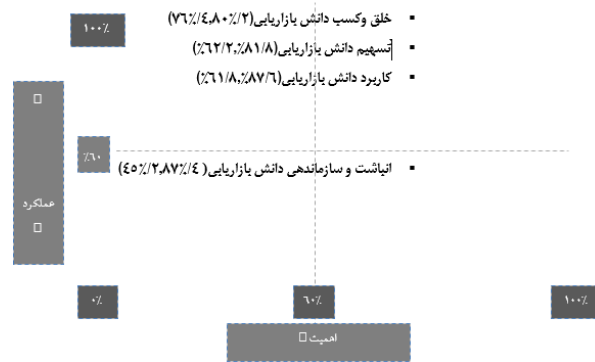 ▪ خلق وکسب دانش بازاریابی(۷۶٪/۴,۸۰٪/۲)
▪ تسهیم دانش بازاریابی(۶۲/۲٪,۸۱/۸٪)
▪ کاربرد دانش بازاریابی(۶۱/۸٪,۸۷/۶٪)
۱۰۰٪
۶۰٪
▪ انباشت و سازماندهی دانش بازاریابی( ۴۵٪/۲,۸۷٪/۴)
عملکرد
۰٪
۶۰٪
۱۰۰٪
اهمیت